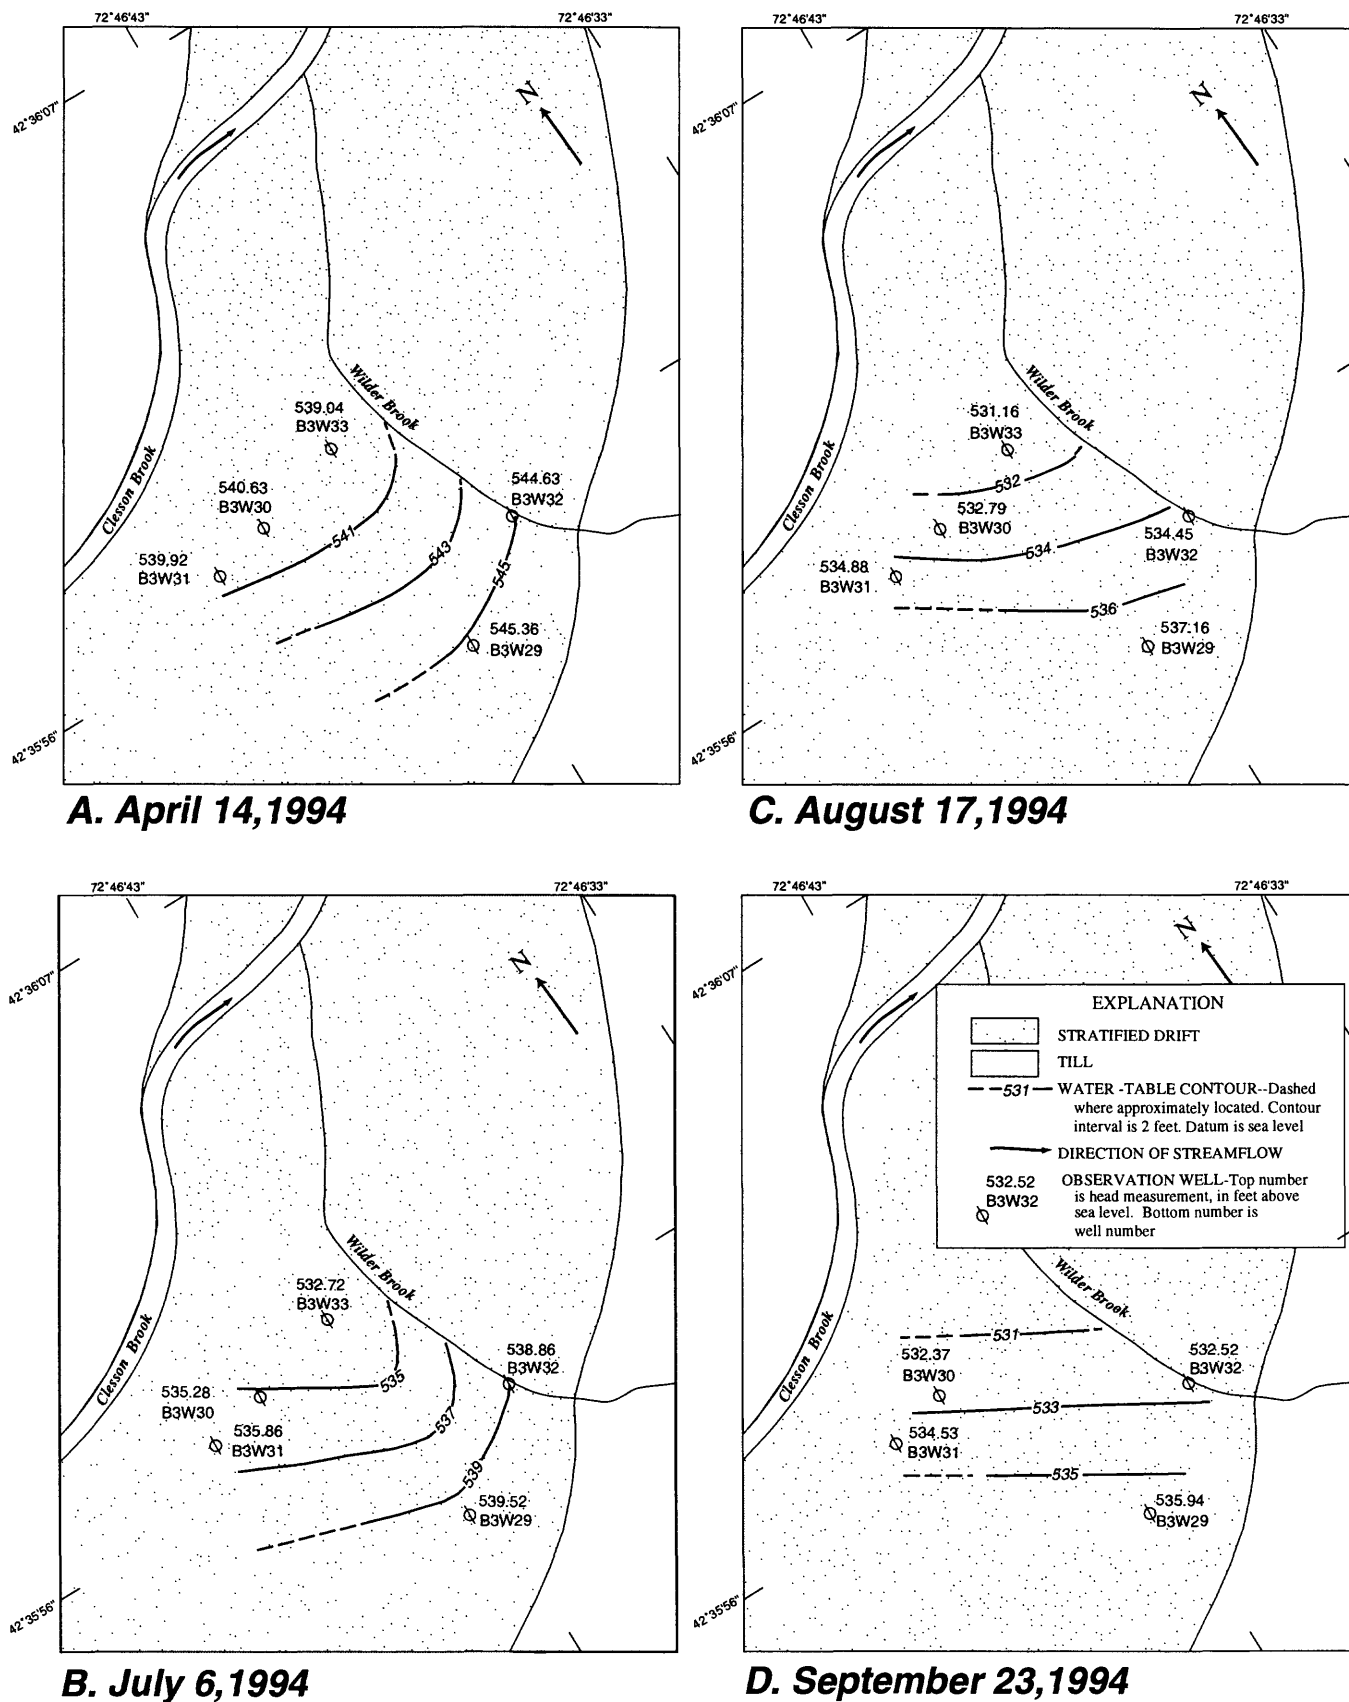 72°46'43"
72°46'33"
42°36'07"
N
Wilder Brook
539.04
B3W33
Clesson Brook
540.63
B3W30
544.63
B3W32
541
543
539.92
B3W31
545
545.36
B3W29
42°35'56"
A. April 14,1994
72°46'43"
72°46'33"
42°36'07"
N
Wilder Brook
531.16
B3W33
Clesson Brook
532
532.79
B3W30
534.45
B3W32
534
534.88
B3W31
536
537.16
B3W29
42°35'56"
C. August 17,1994
72°46'43"
72°46'33"
42°36'07"
N
Wilder Brook
532.72
B3W33
Clesson Brook
538.86
B3W32
535
535.28
B3W30
537
535.86
B3W31
539
539.52
B3W29
42°35'56"
B. July 6,1994
72°46'43"
72°46'33"
42°36'07"
N
EXPLANATION
STRATIFIED DRIFT
TILL
531 WATER -TABLE CONTOUR--Dashed
where approximately located. Contour
interval is 2 feet. Datum is sea level
DIRECTION OF STREAMFLOW
532.52
B3W32
OBSERVATION WELL-Top number
is head measurement, in feet above
sea level. Bottom number is
well number
Wilder Brook
Clesson Brook
531
532.37
B3W30
532.52
B3W32
533
534.53
B3W31
535
535.94
B3W29
42°35'56"
D. September 23,1994